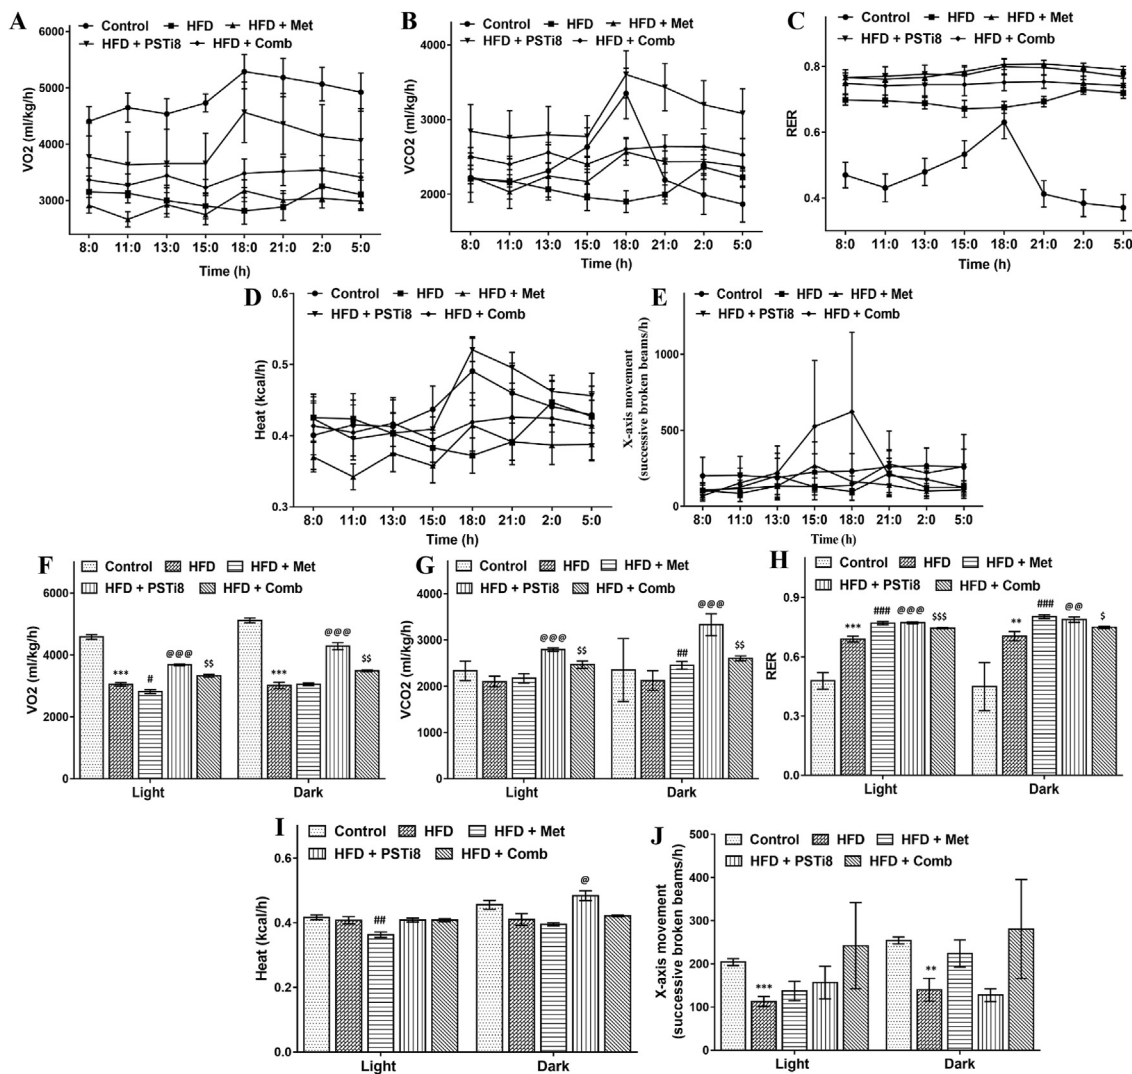 A
Control HFD HFD + Met
HFD + PSTi8 HFD + Comb
VO2 (ml/kg/h)
6000
5000
4000
3000
8:0 11:0 13:0 15:0 18:0 21:0 2:0 5:0
Time (h)
B
Control HFD HFD + Met
HFD + PSTi8 HFD + Comb
VCO2 (ml/kg/h)
4000
3000
2000
8:0 11:0 13:0 15:0 18:0 21:0 2:0 5:0
Time (h)
C
Control HFD HFD + Met
HFD + PSTi8 HFD + Comb
RER
0.8
0.6
0.4
8:0 11:0 13:0 15:0 18:0 21:0 2:0 5:0
Time (h)
D
Control HFD HFD + Met
HFD + PSTi8 HFD + Comb
Heat (kcal/h)
0.6
0.5
0.4
0.3
8:0 11:0 13:0 15:0 18:0 21:0 2:0 5:0
Time (h)
E
Control HFD HFD + Met
HFD + PSTi8 HFD + Comb
X-axis movement
(successive broken beams/h)
1000
500
0
8:0 11:0 13:0 15:0 18:0 21:0 2:0 5:0
Time (h)
F
Control HFD HFD + Met
HFD + PSTi8 HFD + Comb
VO2 (ml/kg/h)
6000
4000
2000
0
*** # @@@ $$
*** @@@ $$
Light Dark
G
Control HFD HFD + Met
HFD + PSTi8 HFD + Comb
VCO2 (ml/kg/h)
4000
3000
2000
1000
0
@@@ $$
## @@@ $$
Light Dark
H
Control HFD HFD + Met
HFD + PSTi8 HFD + Comb
RER
0.9
0.6
0.3
0.0
*** ### @@@ $$$
** ### @@ $
Light Dark
I
Control HFD HFD + Met
HFD + PSTi8 HFD + Comb
Heat (kcal/h)
0.6
0.4
0.2
0.0
##
@
Light Dark
J
Control HFD HFD + Met
HFD + PSTi8 HFD + Comb
X-axis movement
(successive broken beams/h)
500
400
300
200
100
0
***
**
Light Dark